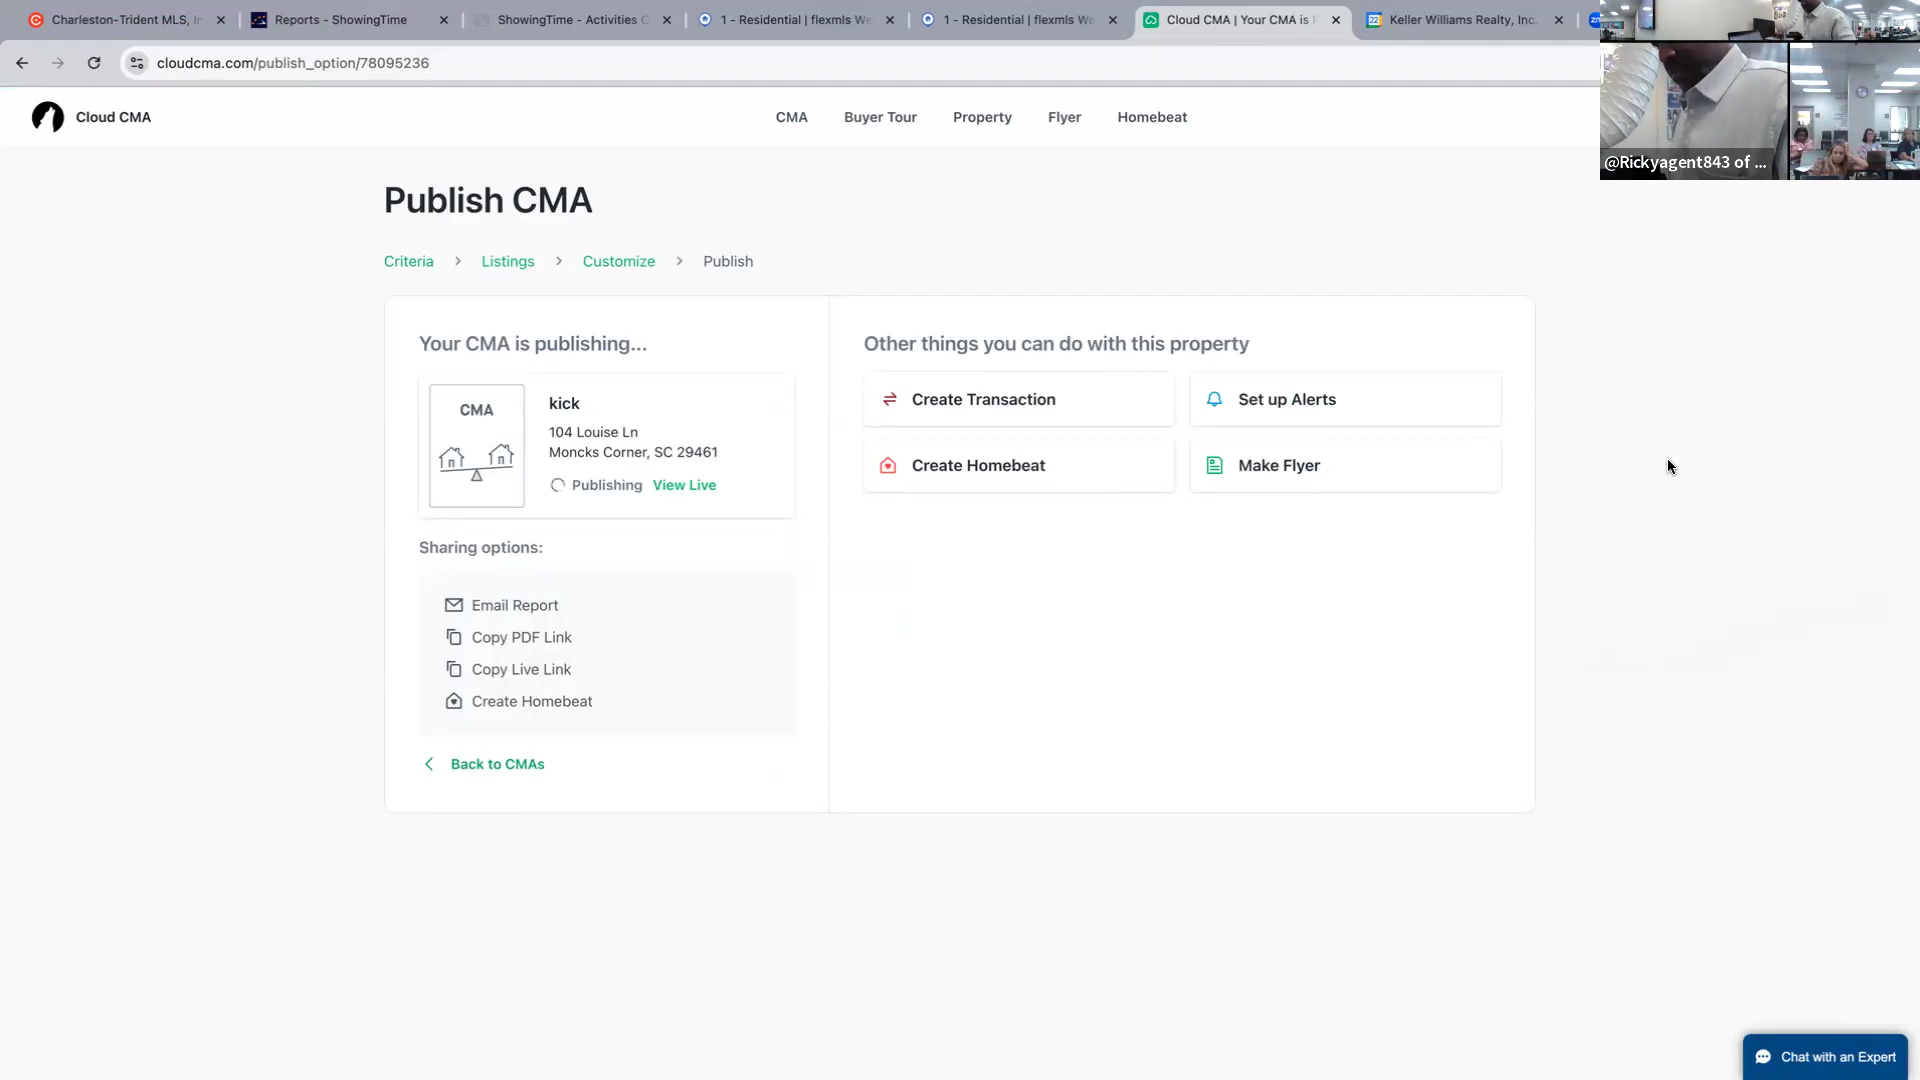 Charleston-Trident MLS, In
Reports - ShowingTime
ShowingTime - Activities C
1 - Residential | flexmls We
1 - Residential | flexmls We
Cloud CMA | Your CMA is
22
Keller Williams Realty, Inc.
cloudcma.com/publish_option/78095236
Cloud CMA
CMA
Buyer Tour
Property
Flyer
Homebeat
@Rickyagent843 of ...
Publish CMA
Criteria > Listings > Customize > Publish
Your CMA is publishing...
CMA
kick
104 Louise Ln
Moncks Corner, SC 29461
Publishing View Live
Sharing options:
Email Report
Copy PDF Link
Copy Live Link
Create Homebeat
Back to CMAs
Other things you can do with this property
Create Transaction
Set up Alerts
Create Homebeat
Make Flyer
Chat with an Expert